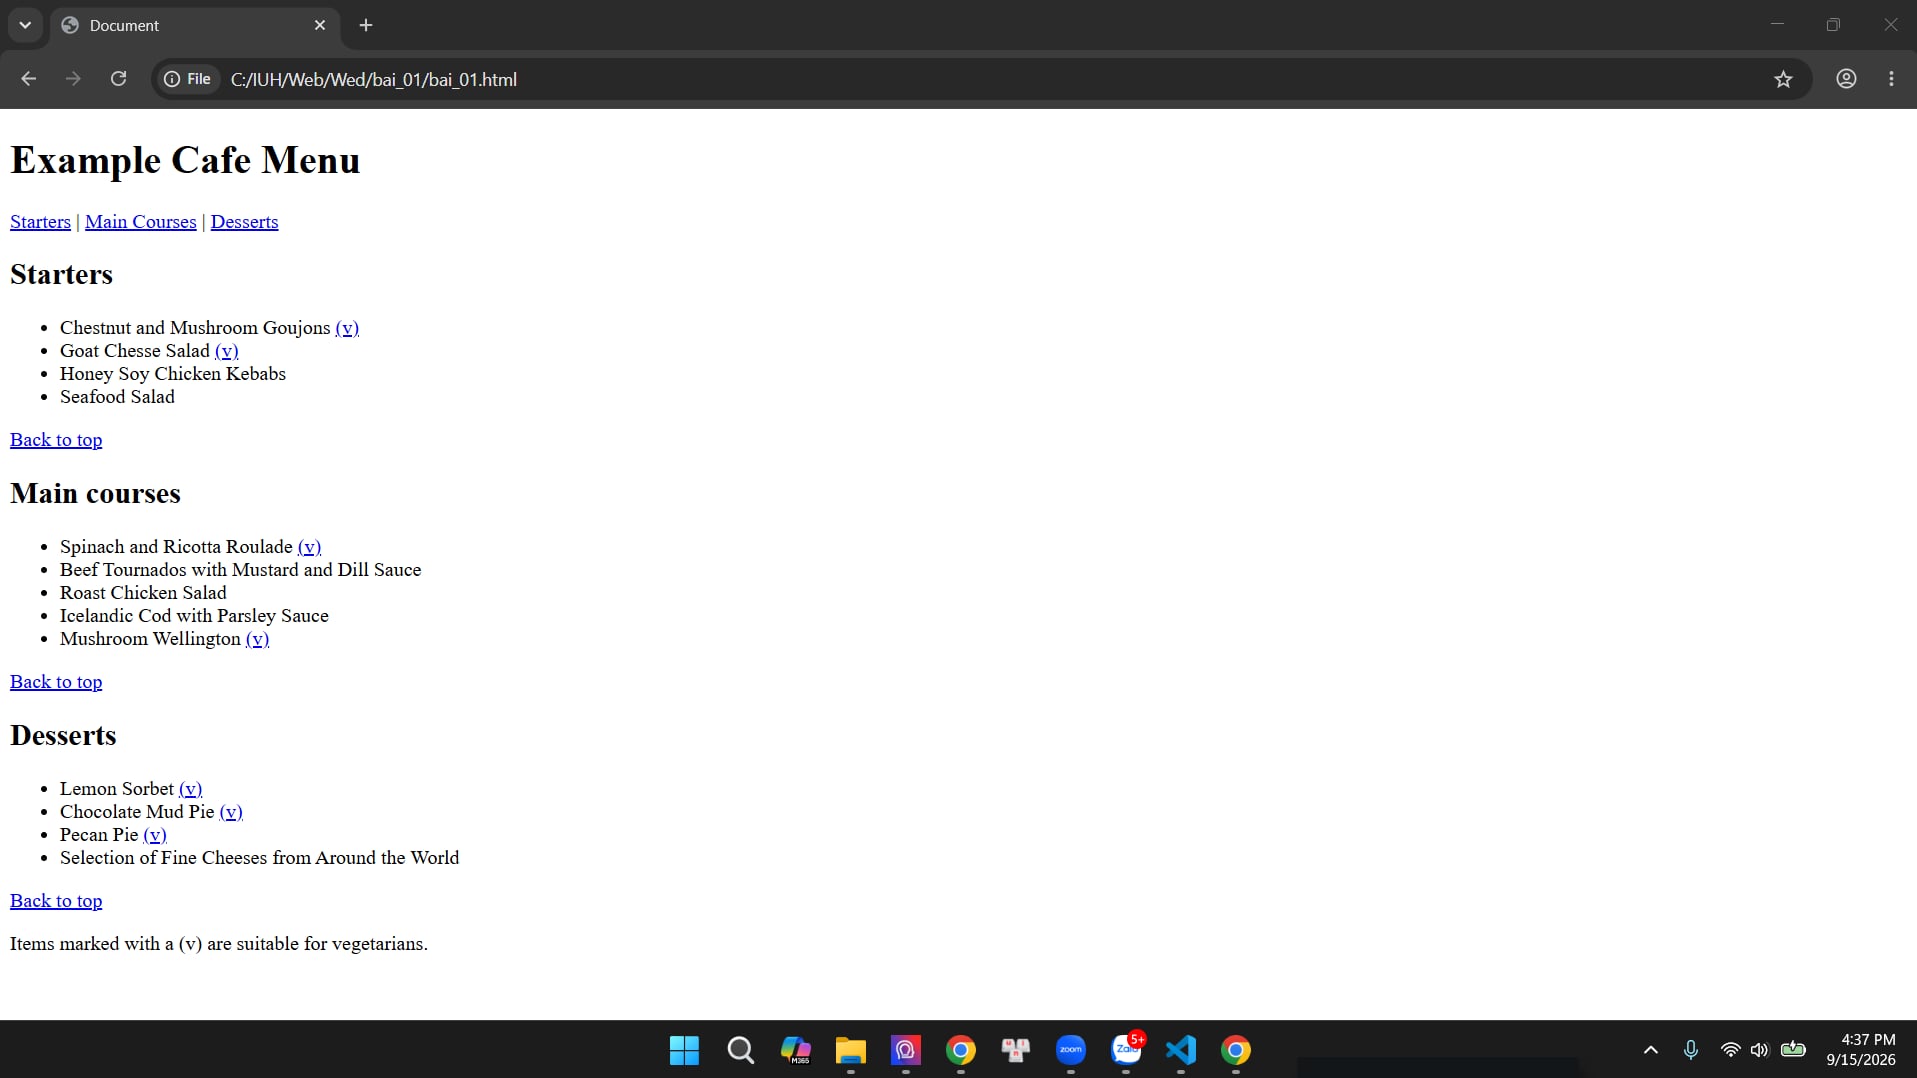 Document
File C:/IUH/Web/Wed/bai_01/bai_01.html
Example Cafe Menu
Starters | Main Courses | Desserts
Starters
Chestnut and Mushroom Goujons (v)
Goat Chesse Salad (v)
Honey Soy Chicken Kebabs
Seafood Salad
Back to top
Main courses
Spinach and Ricotta Roulade (v)
Beef Tournados with Mustard and Dill Sauce
Roast Chicken Salad
Icelandic Cod with Parsley Sauce
Mushroom Wellington (v)
Back to top
Desserts
Lemon Sorbet (v)
Chocolate Mud Pie (v)
Pecan Pie (v)
Selection of Fine Cheeses from Around the World
Back to top
Items marked with a (v) are suitable for vegetarians.
M365
zoom
Zalo
5+
4:37 PM
9/15/2026